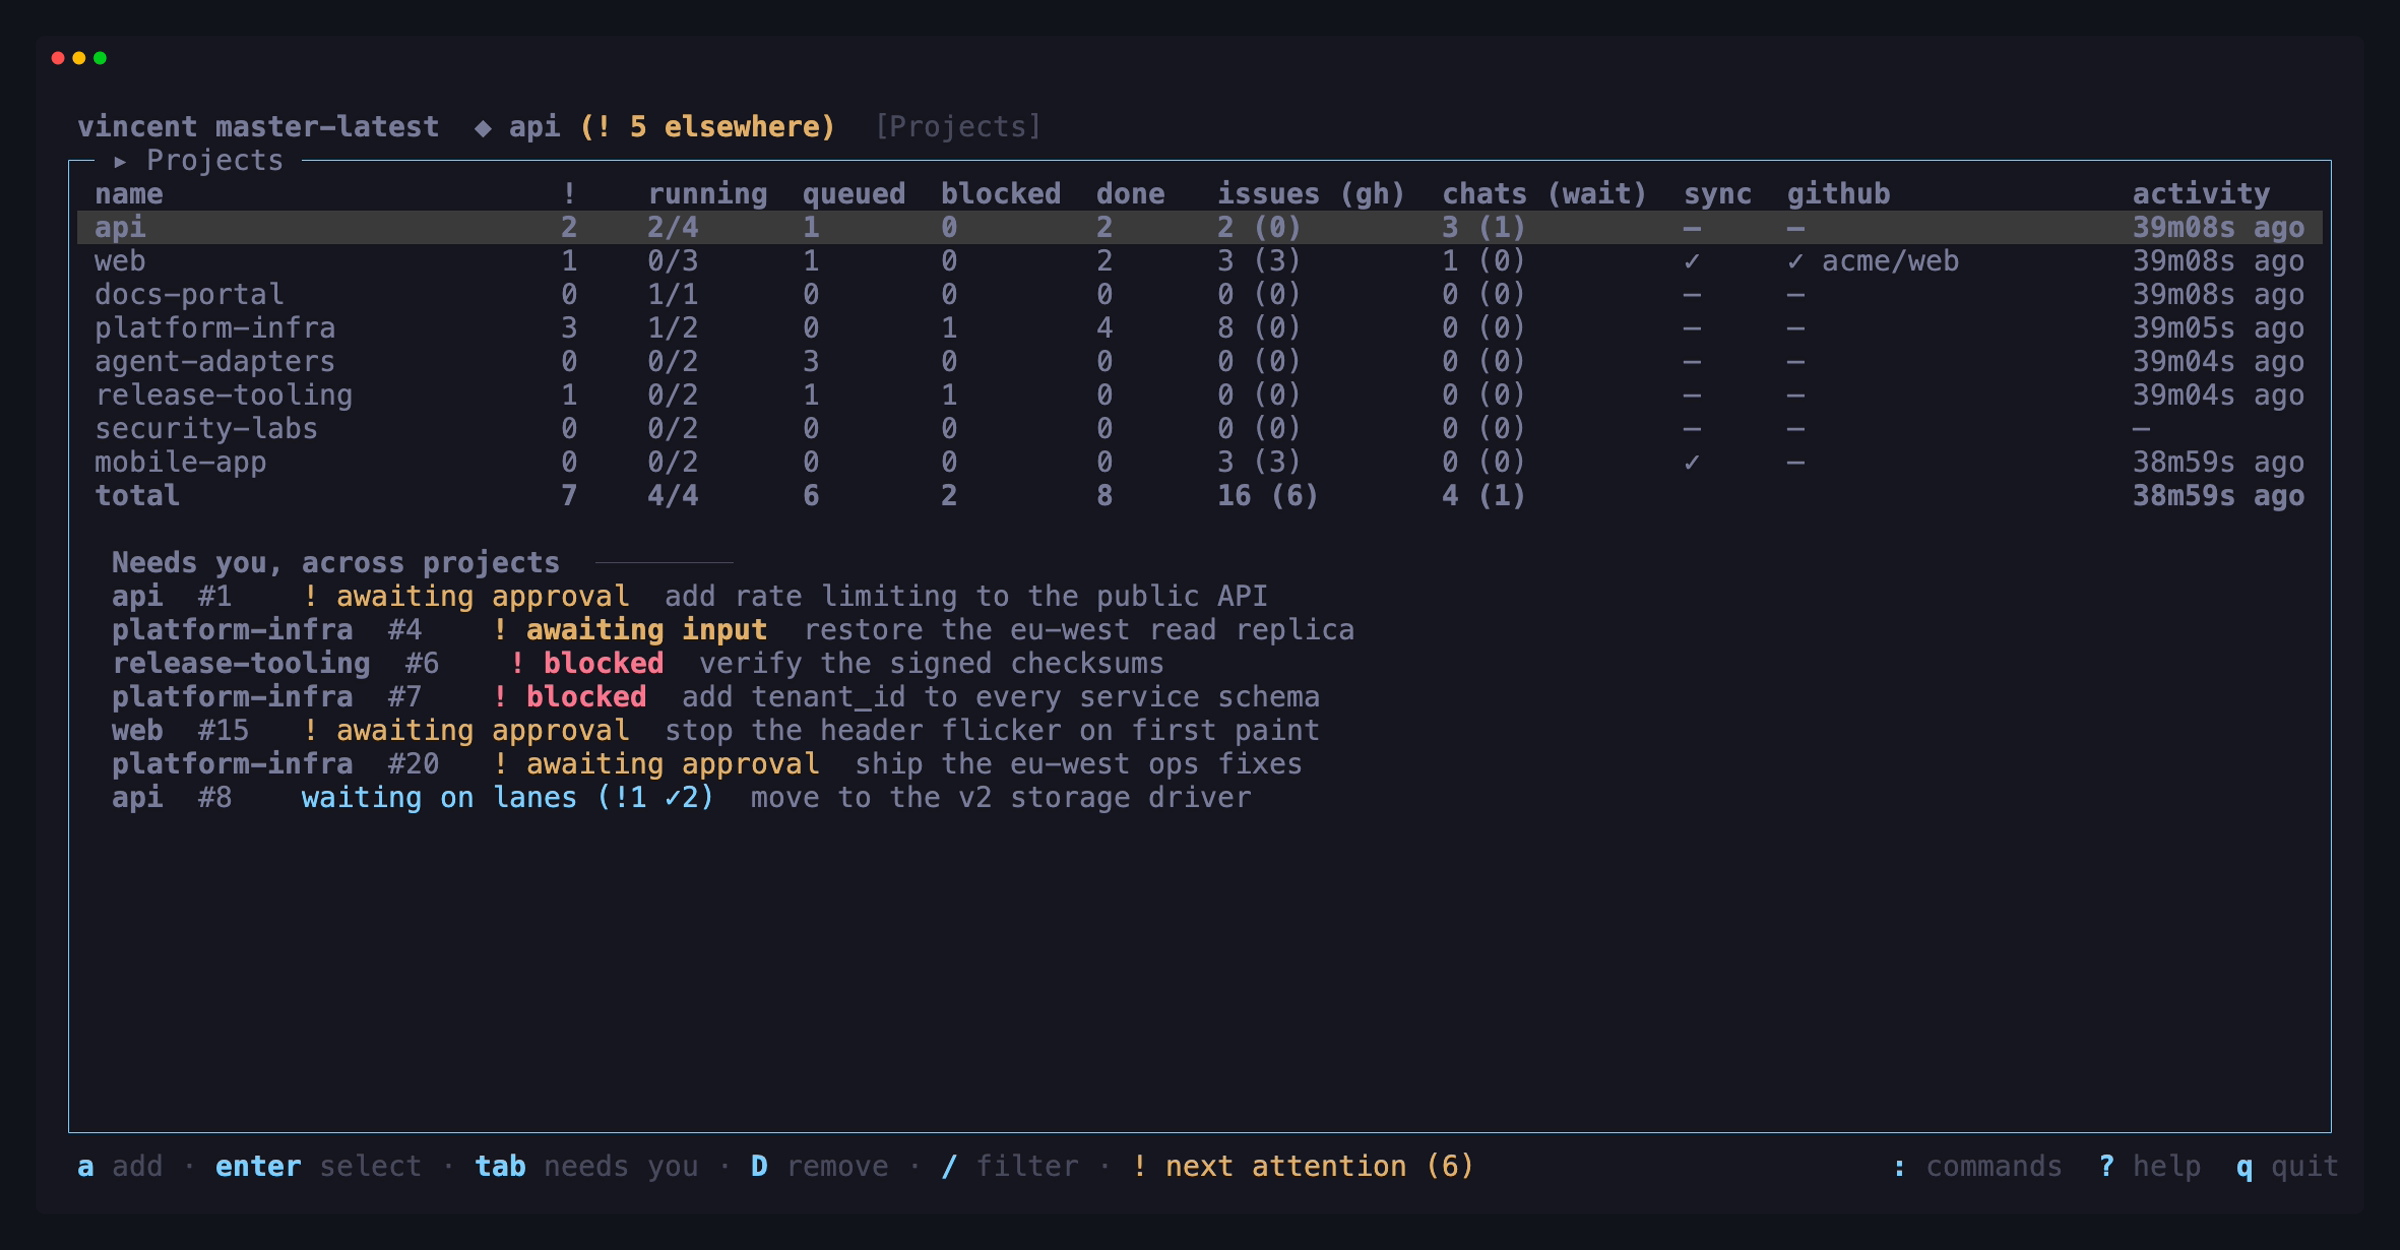 vincent master-latest ◆ api (! 5 elsewhere) [Projects]
▸ Projects
name ! running queued blocked done issues (gh) chats (wait) sync github activity
api 2 2/4 1 0 2 2 (0) 3 (1) — — 39m08s ago
web 1 0/3 1 0 2 3 (3) 1 (0) ✓ ✓ acme/web 39m08s ago
docs-portal 0 1/1 0 0 0 0 (0) 0 (0) — — 39m08s ago
platform-infra 3 1/2 0 1 4 8 (0) 0 (0) — — 39m05s ago
agent-adapters 0 0/2 3 0 0 0 (0) 0 (0) — — 39m04s ago
release-tooling 1 0/2 1 1 0 0 (0) 0 (0) — — 39m04s ago
security-labs 0 0/2 0 0 0 0 (0) 0 (0) — — —
mobile-app 0 0/2 0 0 0 3 (3) 0 (0) ✓ — 38m59s ago
total 7 4/4 6 2 8 16 (6) 4 (1) 38m59s ago
Needs you, across projects
api #1 ! awaiting approval add rate limiting to the public API
platform-infra #4 ! awaiting input restore the eu-west read replica
release-tooling #6 ! blocked verify the signed checksums
platform-infra #7 ! blocked add tenant_id to every service schema
web #15 ! awaiting approval stop the header flicker on first paint
platform-infra #20 ! awaiting approval ship the eu-west ops fixes
api #8 waiting on lanes (!1 ✓2) move to the v2 storage driver
a add · enter select · tab needs you · D remove · / filter · ! next attention (6) : commands ? help q quit